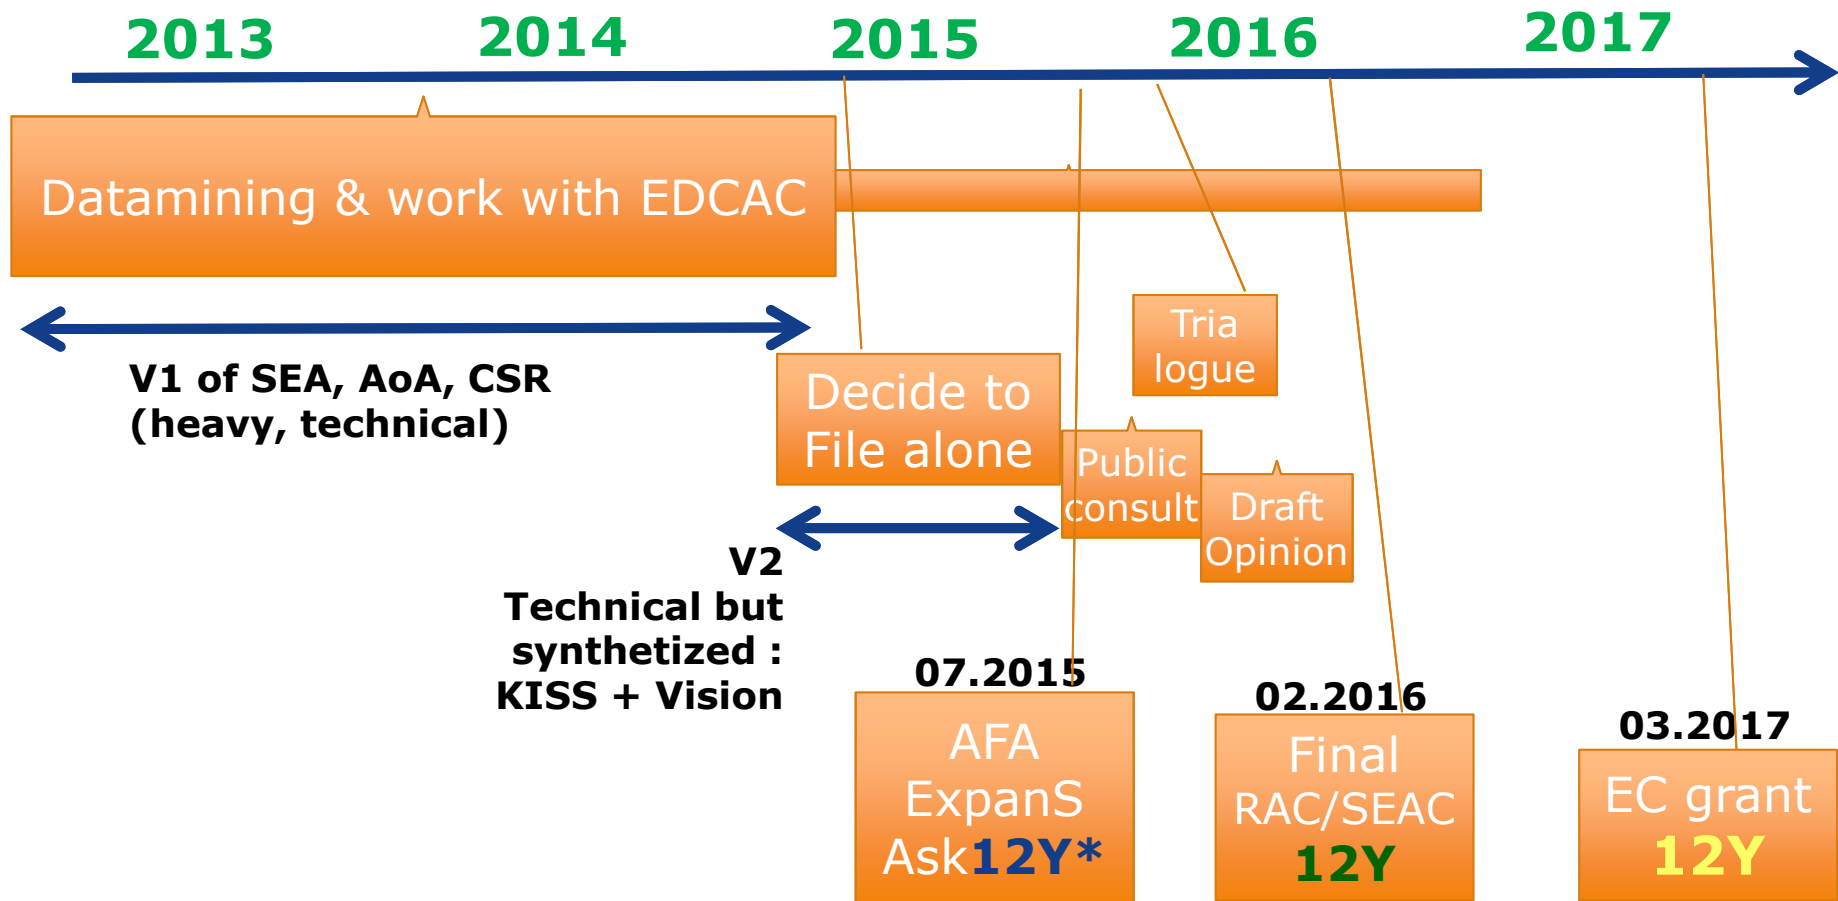 2013 2014 2015 2016 2017
Datamining & work with EDCAC
V1 of SEA, AoA, CSR
(heavy, technical)
Decide to
File alone
Tria
logue
Public
consult
Draft
Opinion
V2
Technical but
synthetized :
KISS + Vision
07.2015
AFA
ExpanS
Ask12Y*
02.2016
Final
RAC/SEAC
12Y
03.2017
EC grant
12Y